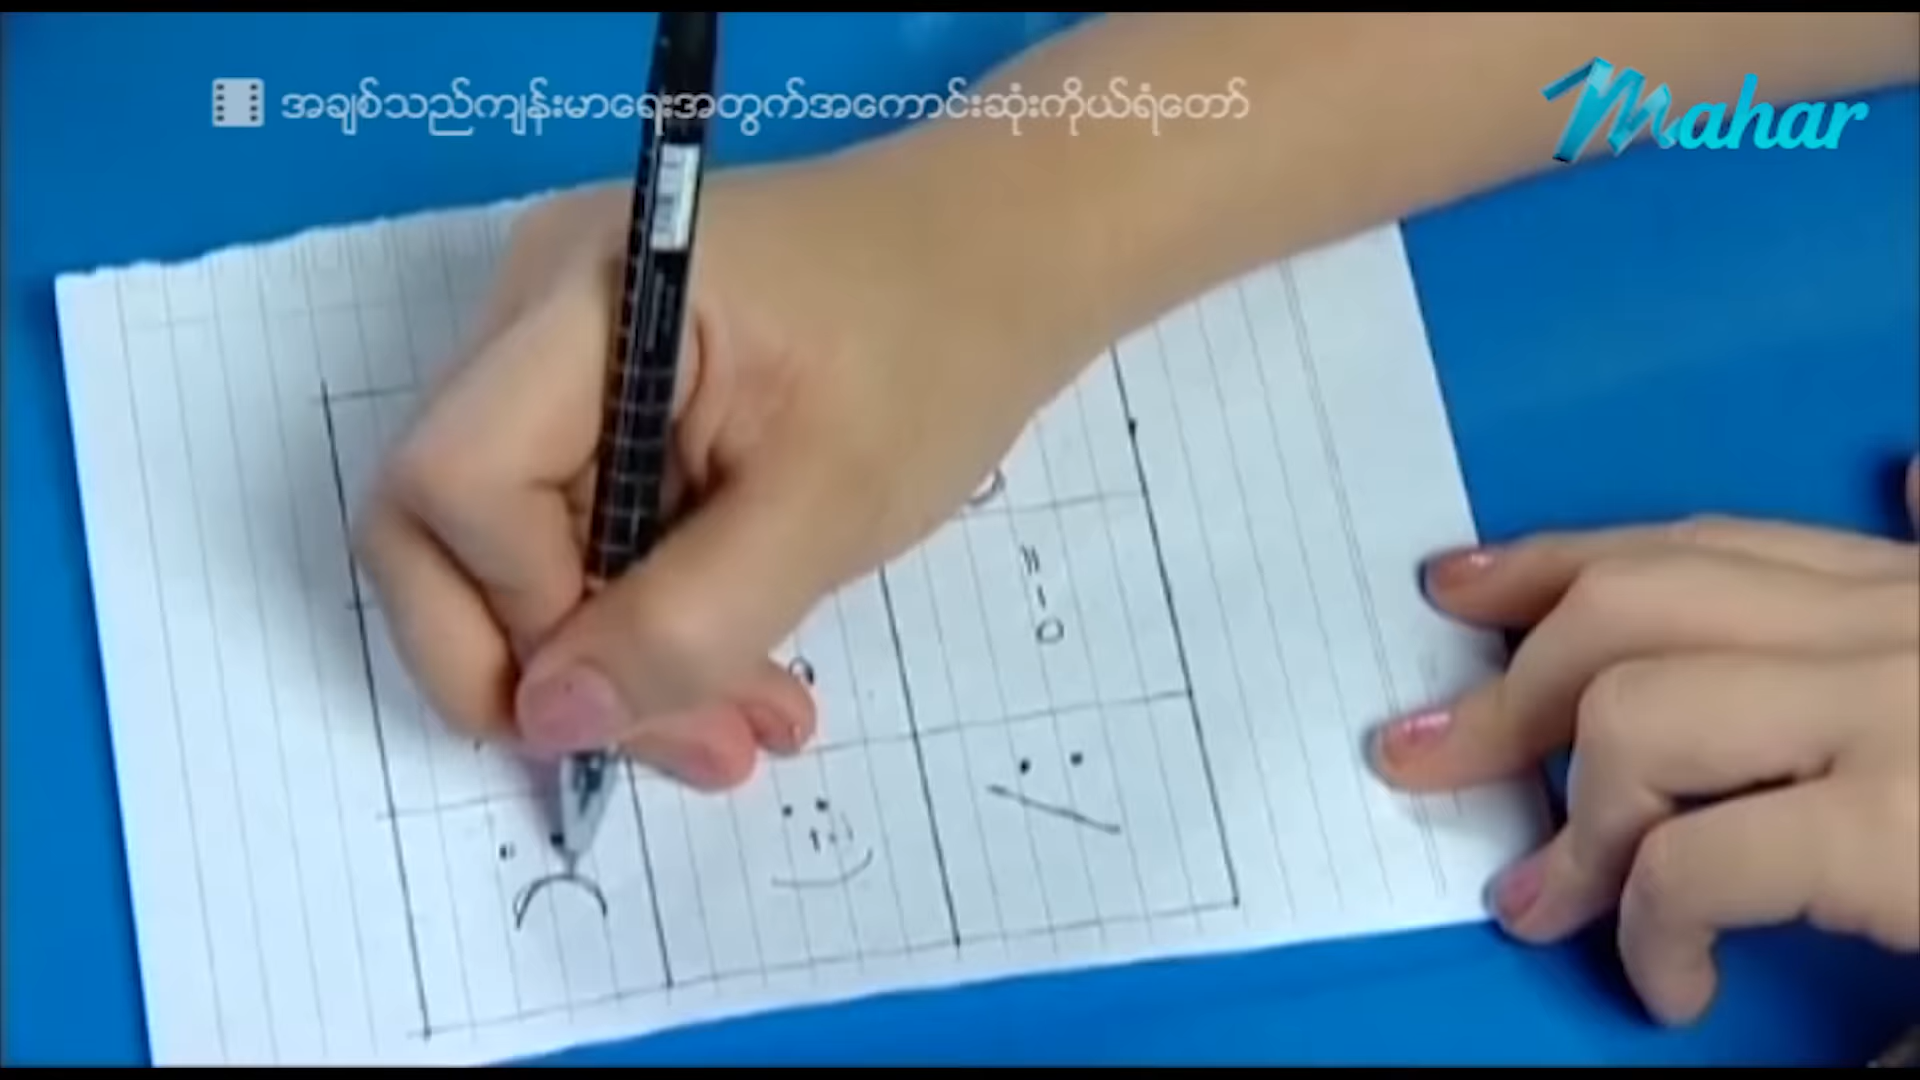 အချစ်သည်ကျန်းမာရေးအတွက်အကောင်းဆုံးကိုယ်ရံတော်
Mahar